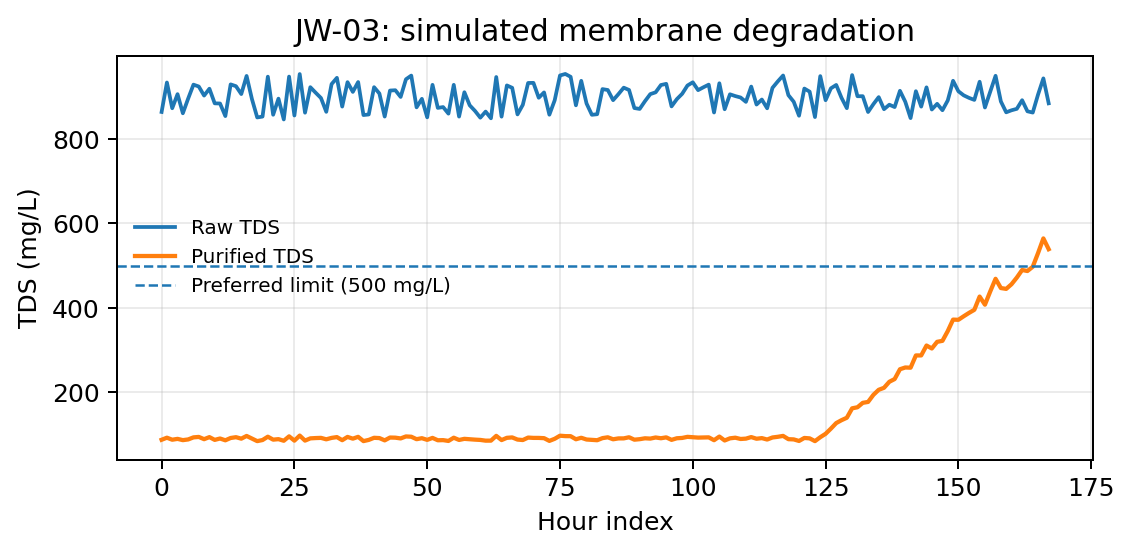 JW-03: simulated membrane degradation
TDS (mg/L)
800
600
400
200
Raw TDS
Purified TDS
Preferred limit (500 mg/L)
0 25 50 75 100 125 150 175
Hour index